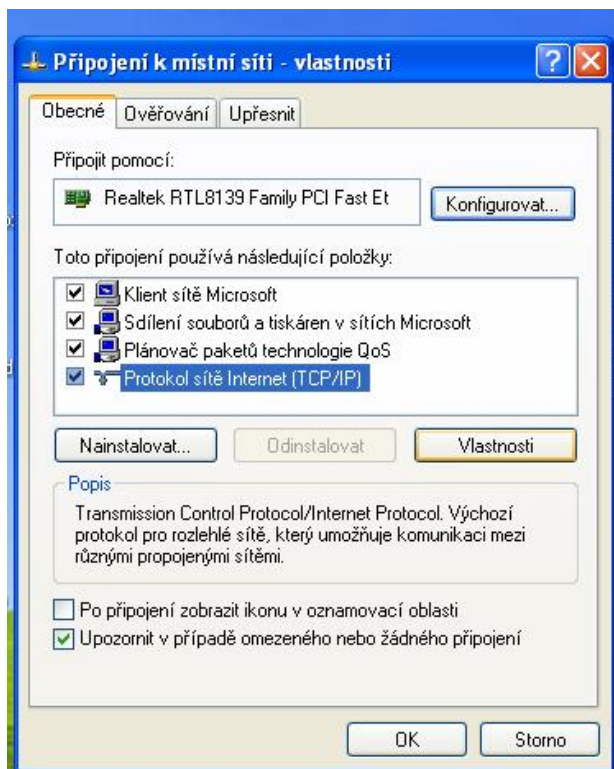 Připojení k místní síti - vlastnosti
Obecné Ověřování Upřesnit
Připojit pomocí:
Realtek RTL8139 Family PCI Fast Et
Konfigurovat...
Toto připojení používá následující položky:
Klient sítě Microsoft
Sdílení souborů a tiskáren v sítích Microsoft
Plánovač paketů technologie QoS
Protokol sítě Internet (TCP/IP)
Nainstalovat... Odinstalovat Vlastnosti
Popis
Transmission Control Protocol/Internet Protocol. Výchozí
protokol pro rozlehlé sítě, který umožňuje komunikaci mezi
různými propojenými sítěmi.
Po připojení zobrazit ikonu v oznamovací oblasti
Upozornit v případě omezeného nebo žádného připojení
OK Storno